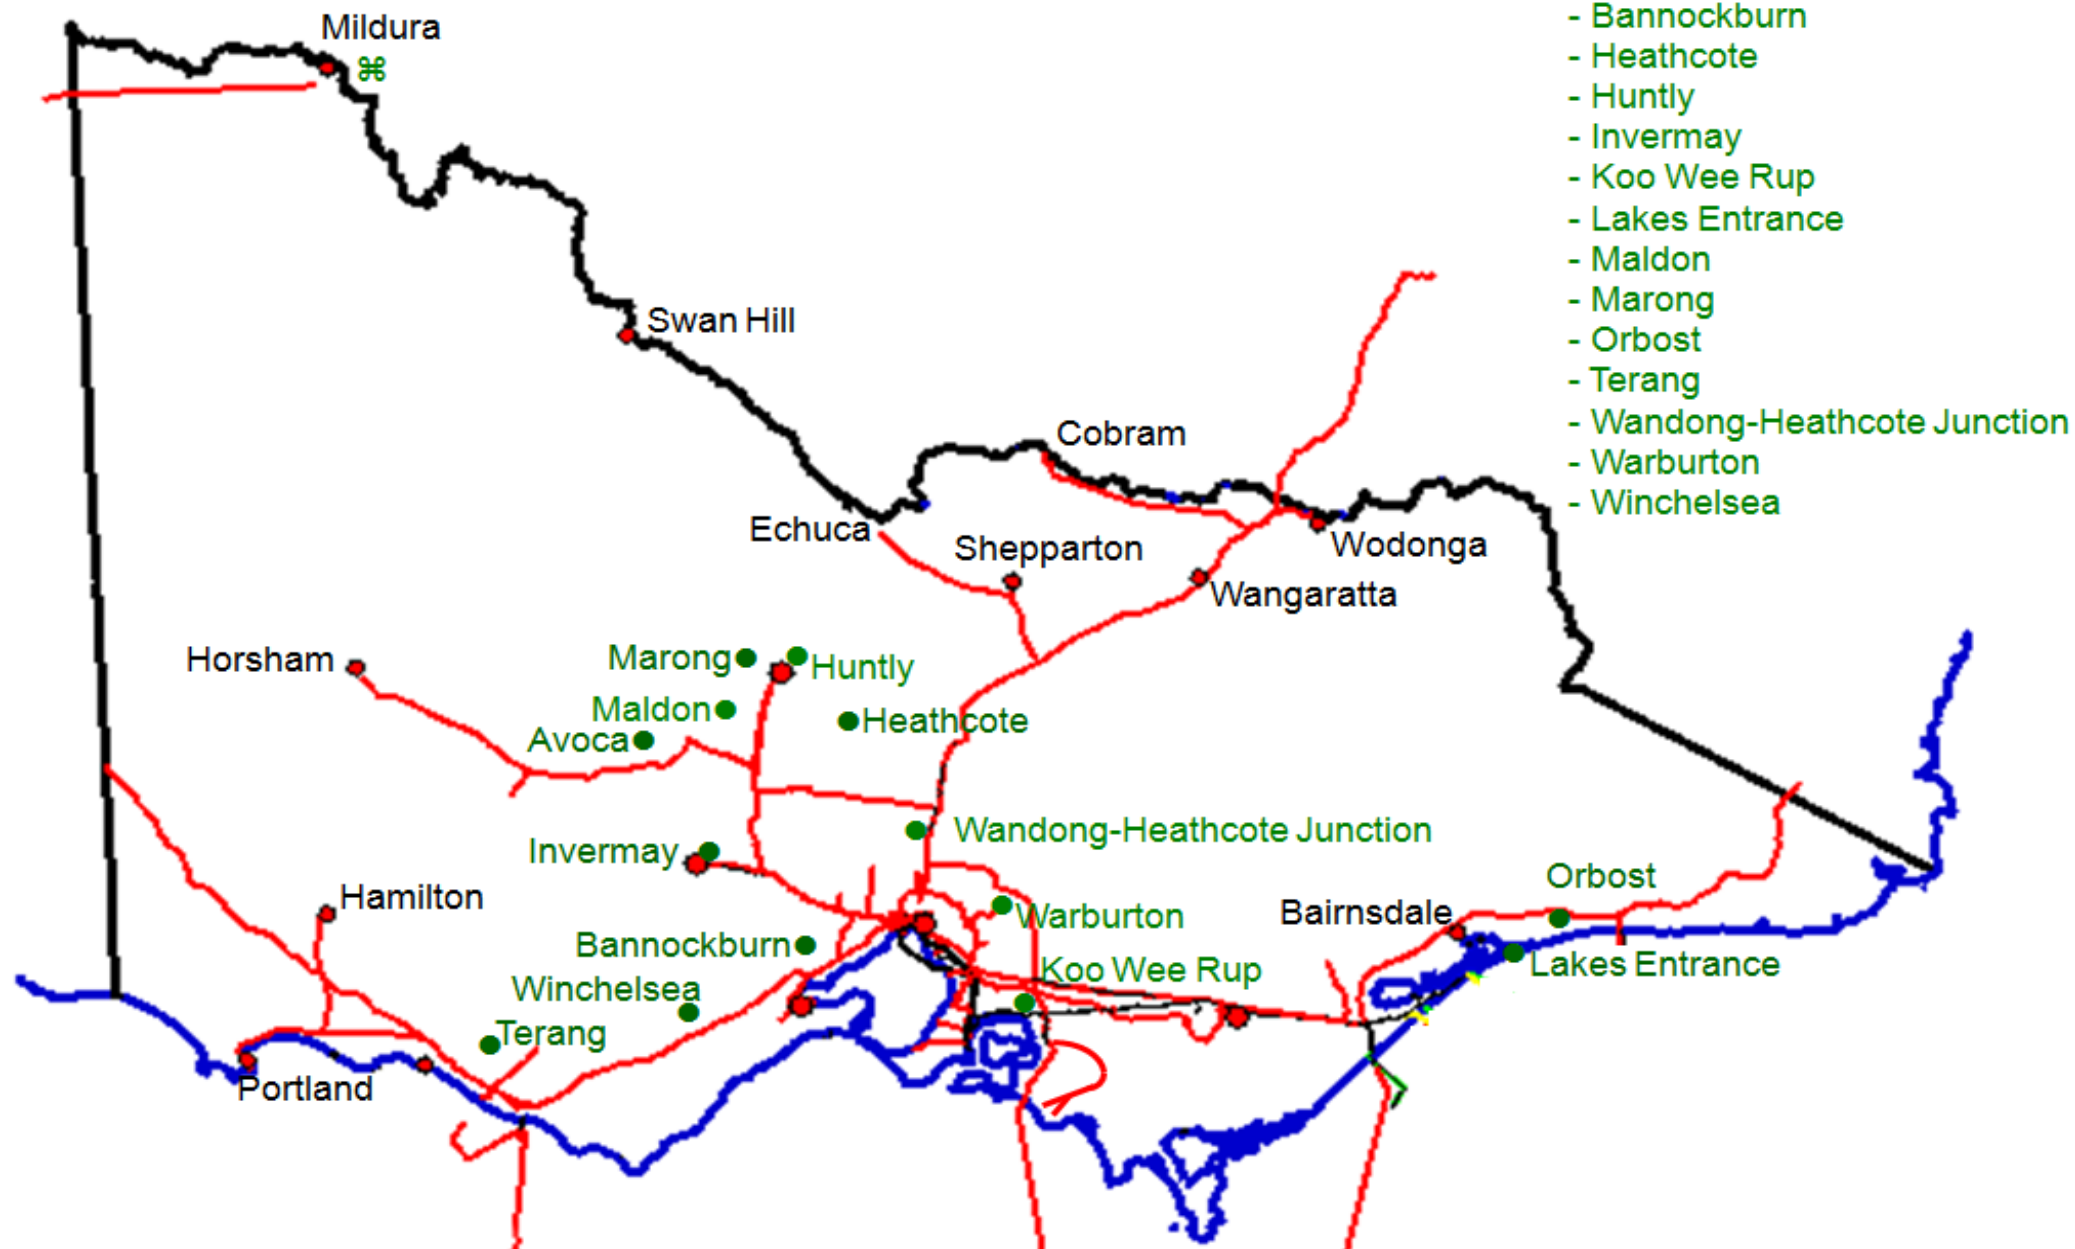 Mildura
⌘
Swan Hill
Cobram
Echuca
Shepparton
Wodonga
Wangaratta
Horsham
Marong
Huntly
Maldon
Heathcote
Avoca
Wandong-Heathcote Junction
Invermay
Hamilton
Orbost
Bairnsdale
Warburton
Bannockburn
Koo Wee Rup
Lakes Entrance
Winchelsea
Terang
Portland
- Bannockburn
- Heathcote
- Huntly
- Invermay
- Koo Wee Rup
- Lakes Entrance
- Maldon
- Marong
- Orbost
- Terang
- Wandong-Heathcote Junction
- Warburton
- Winchelsea